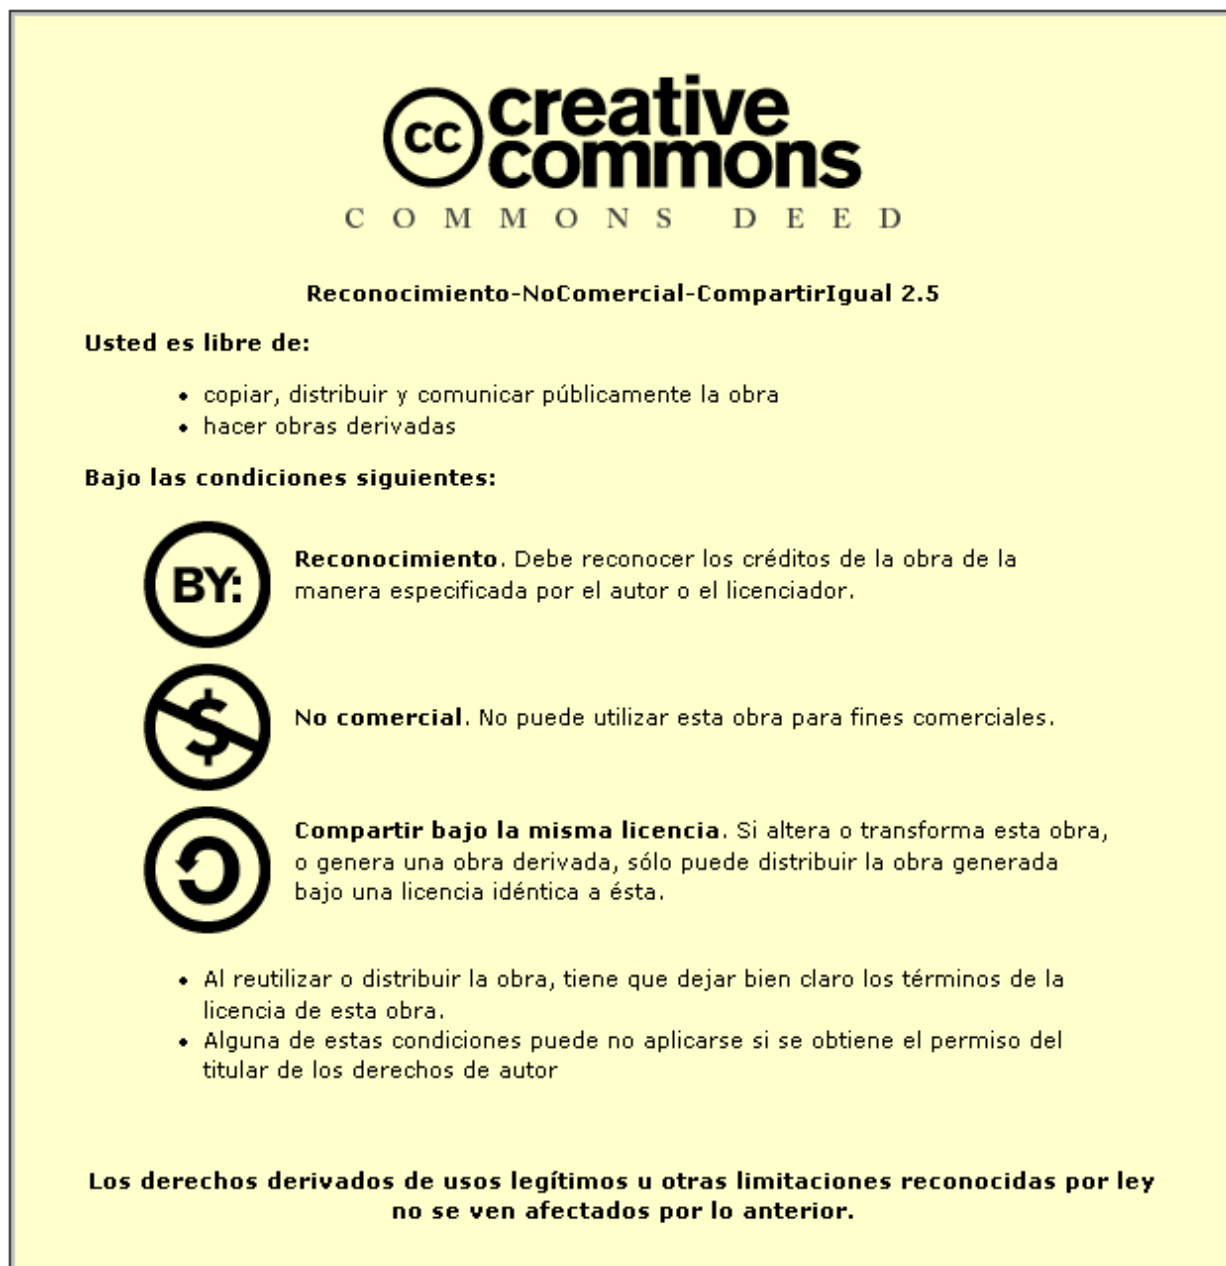 cc creative
commons
COMMONS DEED
Reconocimiento-NoComercial-CompartirIgual 2.5
Usted es libre de:
• copiar, distribuir y comunicar públicamente la obra
• hacer obras derivadas
Bajo las condiciones siguientes:
BY:
Reconocimiento. Debe reconocer los créditos de la obra de la
manera especificada por el autor o el licenciador.
$
No comercial. No puede utilizar esta obra para fines comerciales.
Compartir bajo la misma licencia. Si altera o transforma esta obra,
o genera una obra derivada, sólo puede distribuir la obra generada
bajo una licencia idéntica a ésta.
• Al reutilizar o distribuir la obra, tiene que dejar bien claro los términos de la
licencia de esta obra.
• Alguna de estas condiciones puede no aplicarse si se obtiene el permiso del
titular de los derechos de autor
Los derechos derivados de usos legítimos u otras limitaciones reconocidas por ley
no se ven afectados por lo anterior.